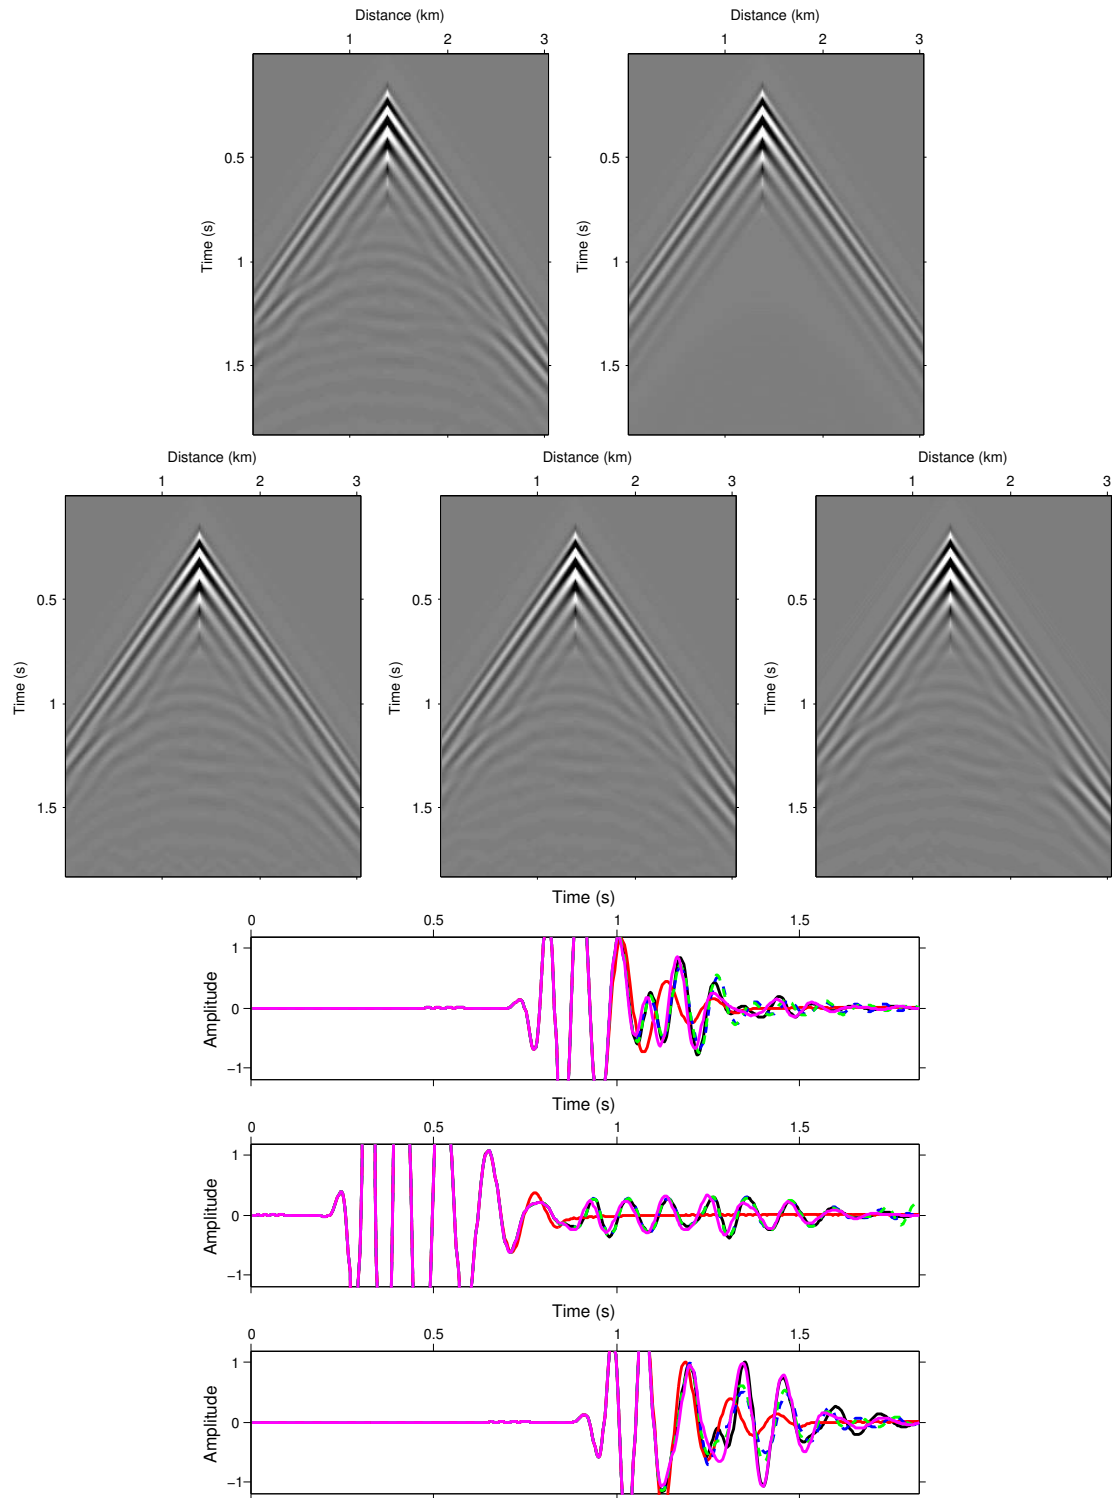 Distance (km) Distance (km)
1 2 3 1 2 3
0.5 0.5
Time (s) Time (s)
1 1
1.5 1.5
Distance (km) Distance (km) Distance (km)
1 2 3 1 2 3 1 2 3
0.5 0.5 0.5
Time (s) Time (s) Time (s)
1 1 1
1.5 1.5 1.5
Time (s)
0 0.5 1 1.5
1
Amplitude
0
−1
Time (s)
0 0.5 1 1.5
1
Amplitude
0
−1
Time (s)
0 0.5 1 1.5
1
Amplitude
0
−1